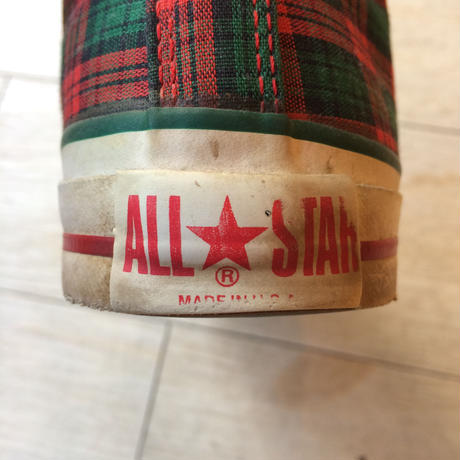 ALL ★ STAR
®
MADE IN U.S.A